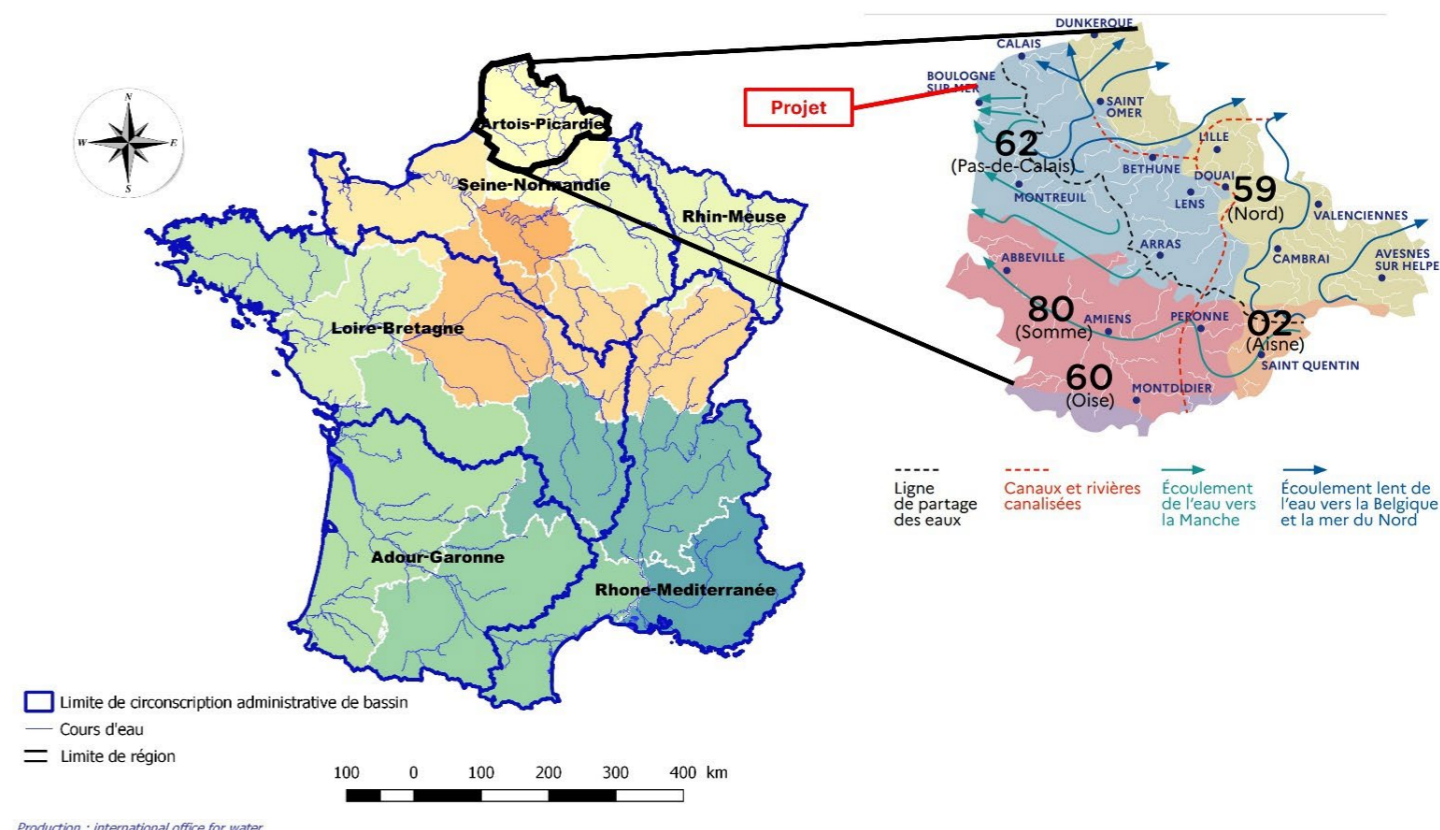 N
W
E
S
Artois-Picardie
Seine-Normandie
Rhin-Meuse
Loire-Bretagne
Adour-Garonne
Rhone-Mediterranée
Limite de circonscription administrative de bassin
Cours d'eau
Limite de région
100 0 100 200 300 400 km
Production : international office for water
Projet
DUNKERQUE
CALAIS
BOULOGNE
SUR MER
SAINT
OMER
LILLE
62
(Pas-de-Calais)
BETHUNE
DOUAI
59
(Nord)
MONTREUIL
LENS
VALENCIENNES
ARRAS
CAMBRAI
AVESNES
SUR HELPE
ABBEVILLE
80
(Somme)
AMIENS
PERONNE
02
(Aisne)
SAINT QUENTIN
60
(Oise)
MONTDIDIER
Ligne
de partage
des eaux
Canaux et rivières
canalisées
Écoulement
de l'eau vers
la Manche
Écoulement lent de
l'eau vers la Belgique
et la mer du Nord